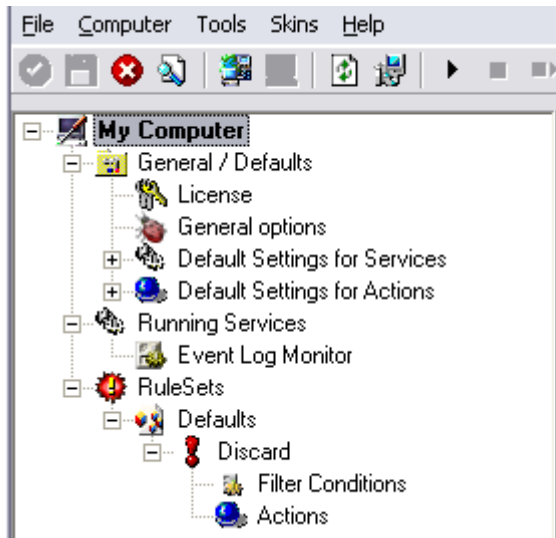 File Computer Tools Skins Help
My Computer
General / Defaults
License
General options
Default Settings for Services
Default Settings for Actions
Running Services
Event Log Monitor
RuleSets
Defaults
Discard
Filter Conditions
Actions